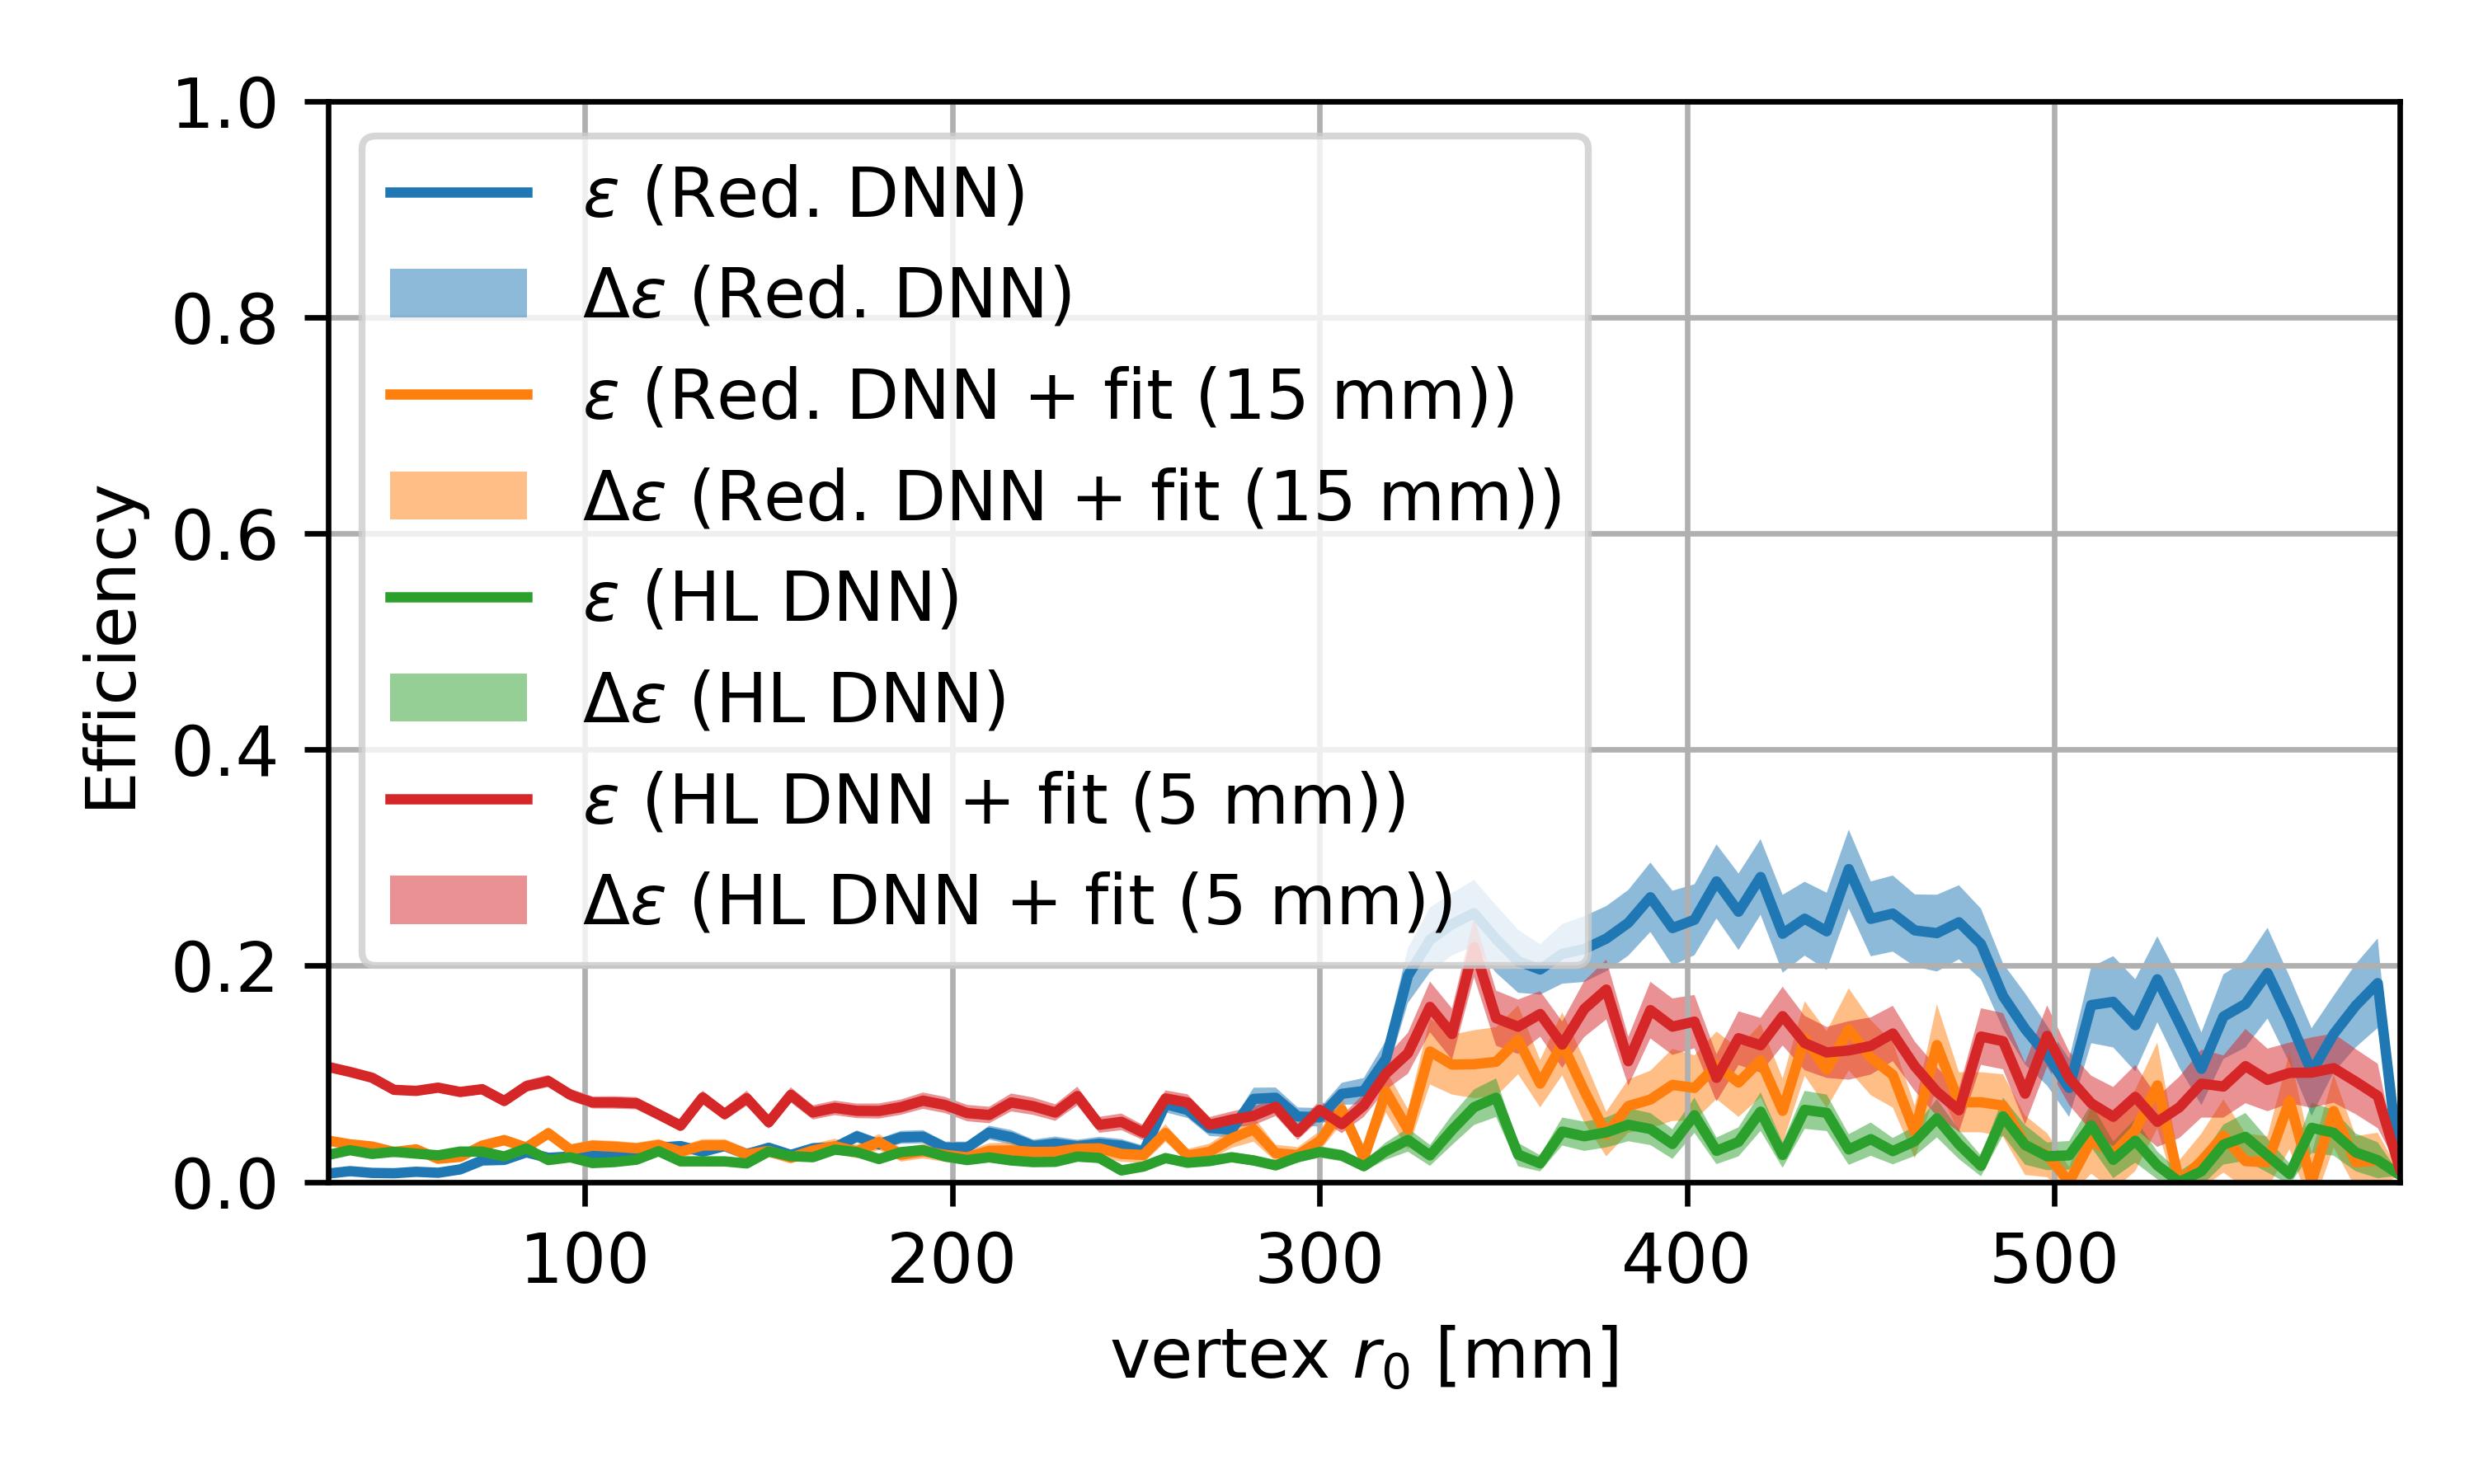 1.0
0.8
0.6
0.4
0.2
0.0
Efficiency
ε (Red. DNN)
Δε (Red. DNN)
ε (Red. DNN + fit (15 mm))
Δε (Red. DNN + fit (15 mm))
ε (HL DNN)
Δε (HL DNN)
ε (HL DNN + fit (5 mm))
Δε (HL DNN + fit (5 mm))
100 200 300 400 500
vertex r₀ [mm]